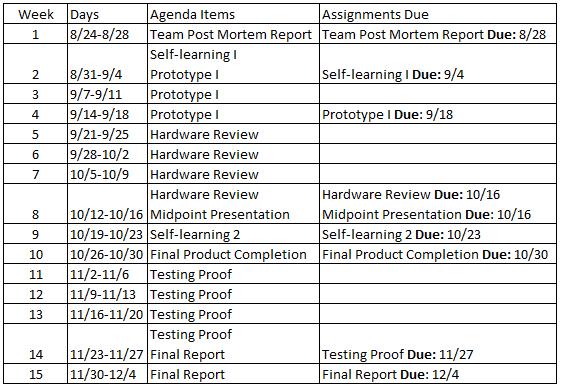 Week Days Agenda Items Assignments Due
1 8/24-8/28 Team Post Mortem Report Team Post Mortem Report Due: 8/28
Self-learning I
2 8/31-9/4 Prototype I Self-learning I Due: 9/4
3 9/7-9/11 Prototype I
4 9/14-9/18 Prototype I Prototype I Due: 9/18
5 9/21-9/25 Hardware Review
6 9/28-10/2 Hardware Review
7 10/5-10/9 Hardware Review
Hardware Review Hardware Review Due: 10/16
8 10/12-10/16 Midpoint Presentation Midpoint Presentation Due: 10/16
9 10/19-10/23 Self-learning 2 Self-learning 2 Due: 10/23
10 10/26-10/30 Final Product Completion Final Product Completion Due: 10/30
11 11/2-11/6 Testing Proof
12 11/9-11/13 Testing Proof
13 11/16-11/20 Testing Proof
Testing Proof
14 11/23-11/27 Final Report Testing Proof Due: 11/27
15 11/30-12/4 Final Report Final Report Due: 12/4